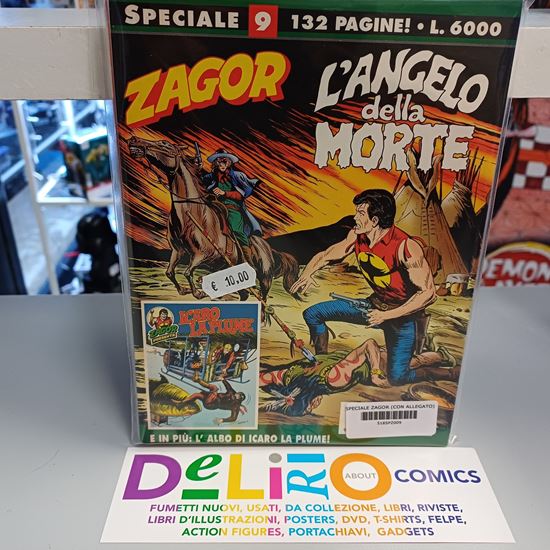 SPECIALE 9 132 PAGINE! • L. 6000
ZAGOR
L'ANGELO
della
MORTE
€ 10,00
ZAGOR
ICARO
LA PLUME
SPECIALE ZAGOR (CON ALLEGATO)
E IN PIÙ: L' ALBO DI ICARO LA PLUME!
DELIRIO ABOUT COMICS
FUMETTI NUOVI, USATI, DA COLLEZIONE, LIBRI, RIVISTE,
LIBRI D'ILLUSTRAZIONI, POSTERS, DVD, T-SHIRTS, FELPE,
ACTION FIGURES, PORTACHIAVI, GADGETS